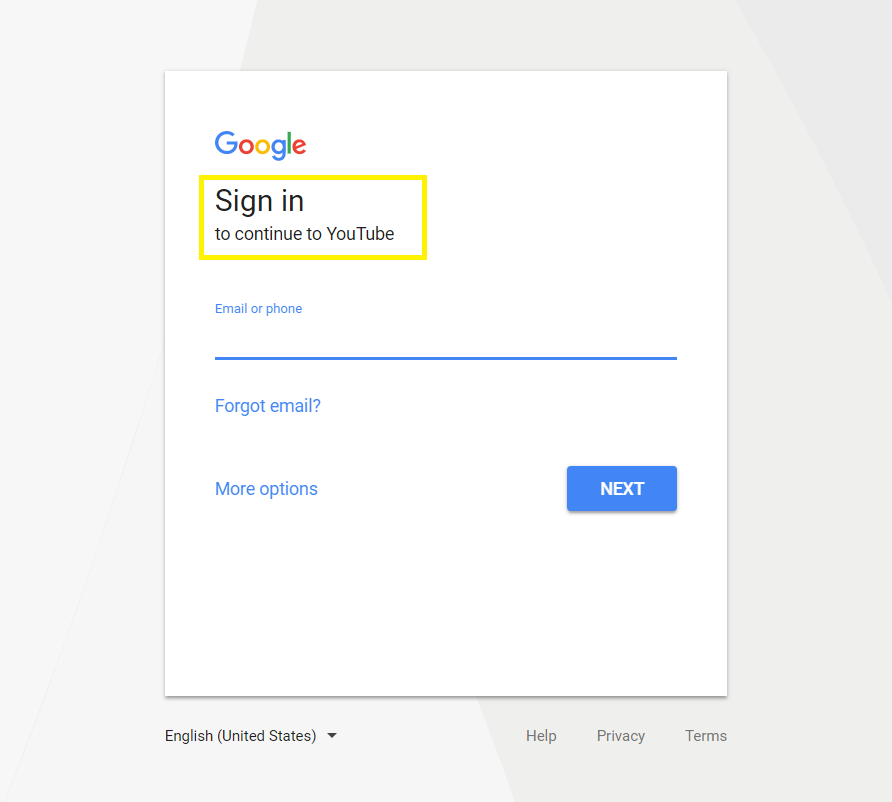 Google
Sign in
to continue to YouTube
Email or phone
Forgot email?
More options
NEXT
English (United States)
Help
Privacy
Terms